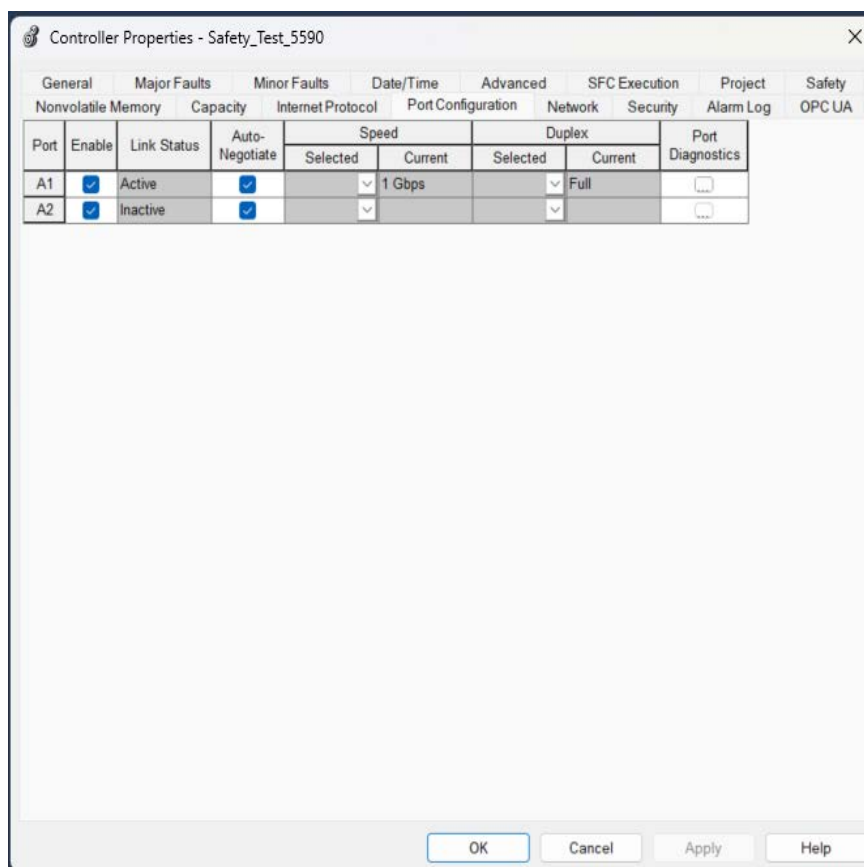 Controller Properties - Safety_Test_5590
General Major Faults Minor Faults Date/Time Advanced SFC Execution Project Safety
Nonvolatile Memory Capacity Internet Protocol Port Configuration Network Security Alarm Log OPC UA
Port Enable Link Status Auto-Negotiate Speed Duplex Port Diagnostics
Selected Current Selected Current
A1 Active 1 Gbps Full ...
A2 Inactive ...
OK Cancel Apply Help